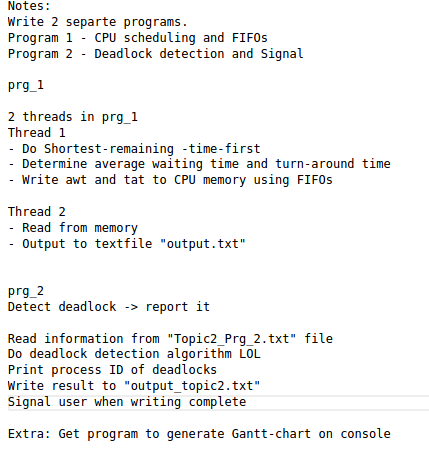 Notes:
Write 2 separte programs.
Program 1 - CPU scheduling and FIFOs
Program 2 - Deadlock detection and Signal
prg_1
2 threads in prg_1
Thread 1
- Do Shortest-remaining -time-first
- Determine average waiting time and turn-around time
- Write awt and tat to CPU memory using FIFOs
Thread 2
- Read from memory
- Output to textfile "output.txt"
prg_2
Detect deadlock -> report it
Read information from "Topic2_Prg_2.txt" file
Do deadlock detection algorithm LOL
Print process ID of deadlocks
Write result to "output_topic2.txt"
Signal user when writing complete
Extra: Get program to generate Gantt-chart on console